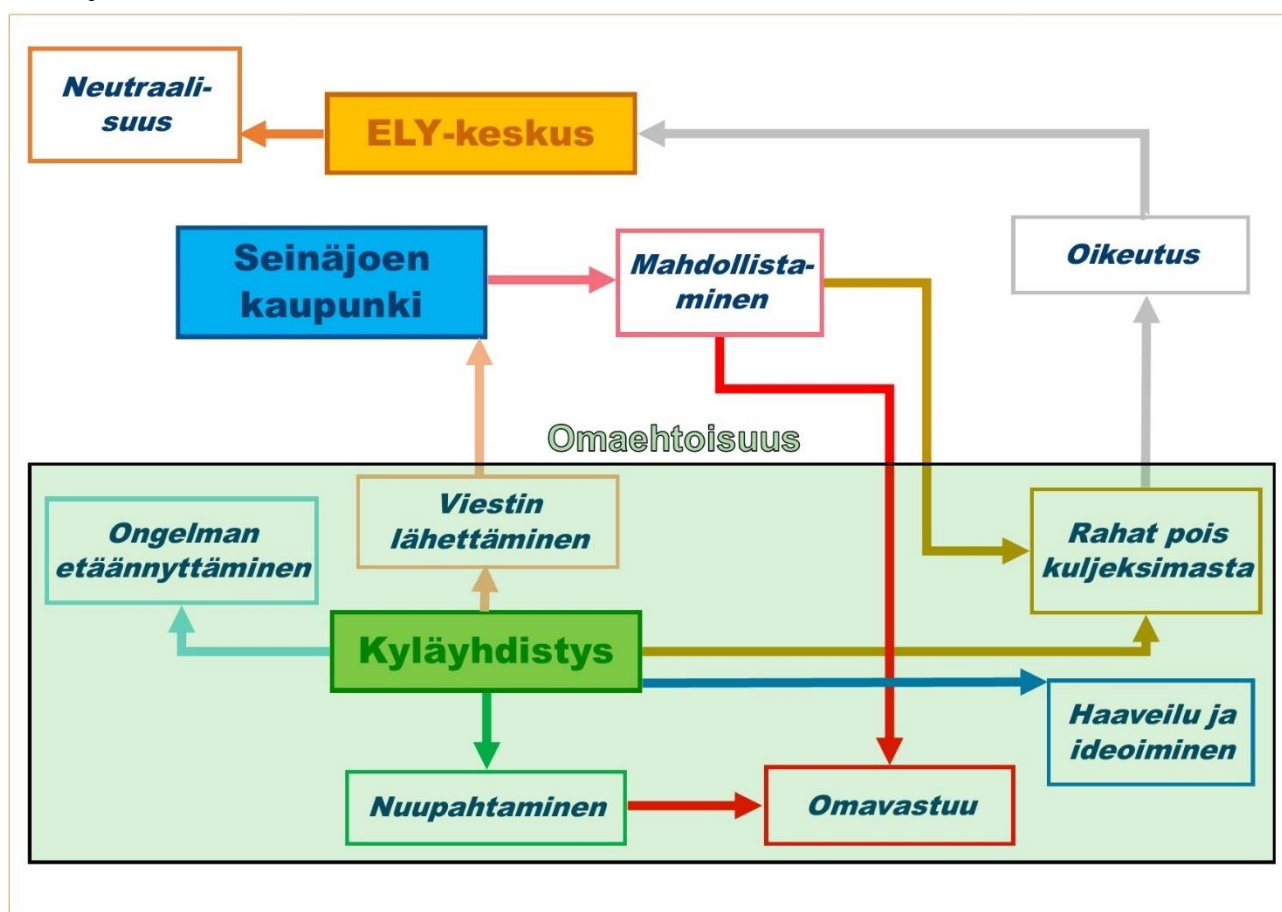 Neutraali-
suus
ELY-keskus
Seinäjoen
kaupunki
Mahdollista-
minen
Oikeutus
Omaehtoisuus
Ongelman
etäännyttäminen
Viestin
lähettäminen
Rahat pois
kuljeksimasta
Kyläyhdistys
Haaveilu ja
ideoiminen
Nuupahtaminen
Omavastuu